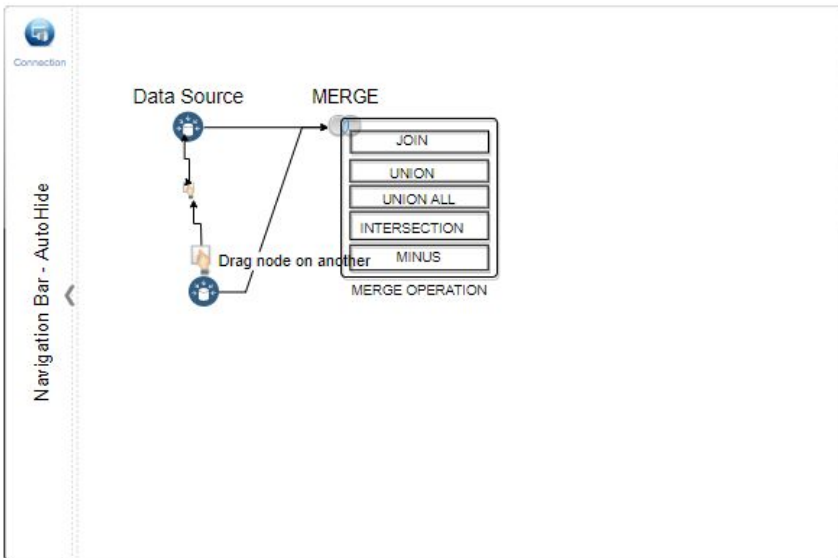 Connection
Data Source
MERGE
JOIN
UNION
UNION ALL
INTERSECTION
MINUS
Drag node on another
MERGE OPERATION
Navigation Bar - AutoHide